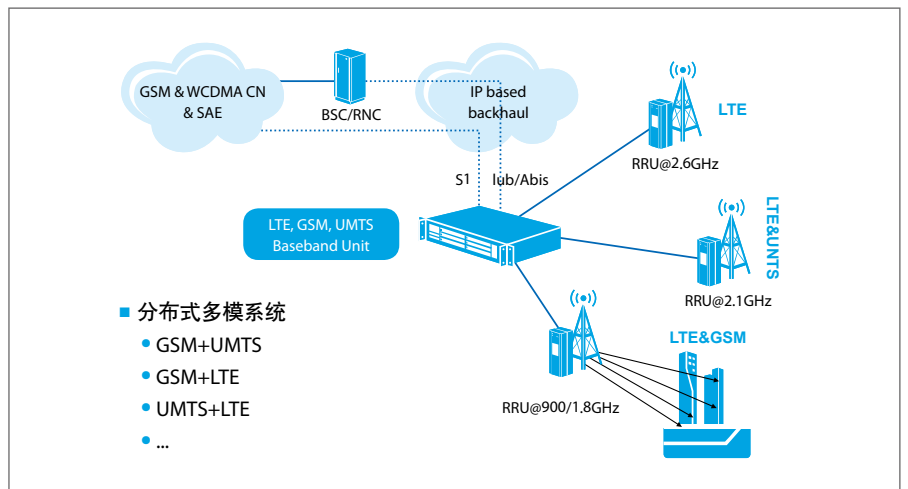 GSM & WCDMA CN
& SAE
BSC/RNC
IP based
backhaul
LTE
RRU@2.6GHz
S1
Iub/Abis
LTE, GSM, UMTS
Baseband Unit
LTE&UNTS
RRU@2.1GHz
■ 分布式多模系统
• GSM+UMTS
• GSM+LTE
• UMTS+LTE
• ...
LTE&GSM
RRU@900/1.8GHz